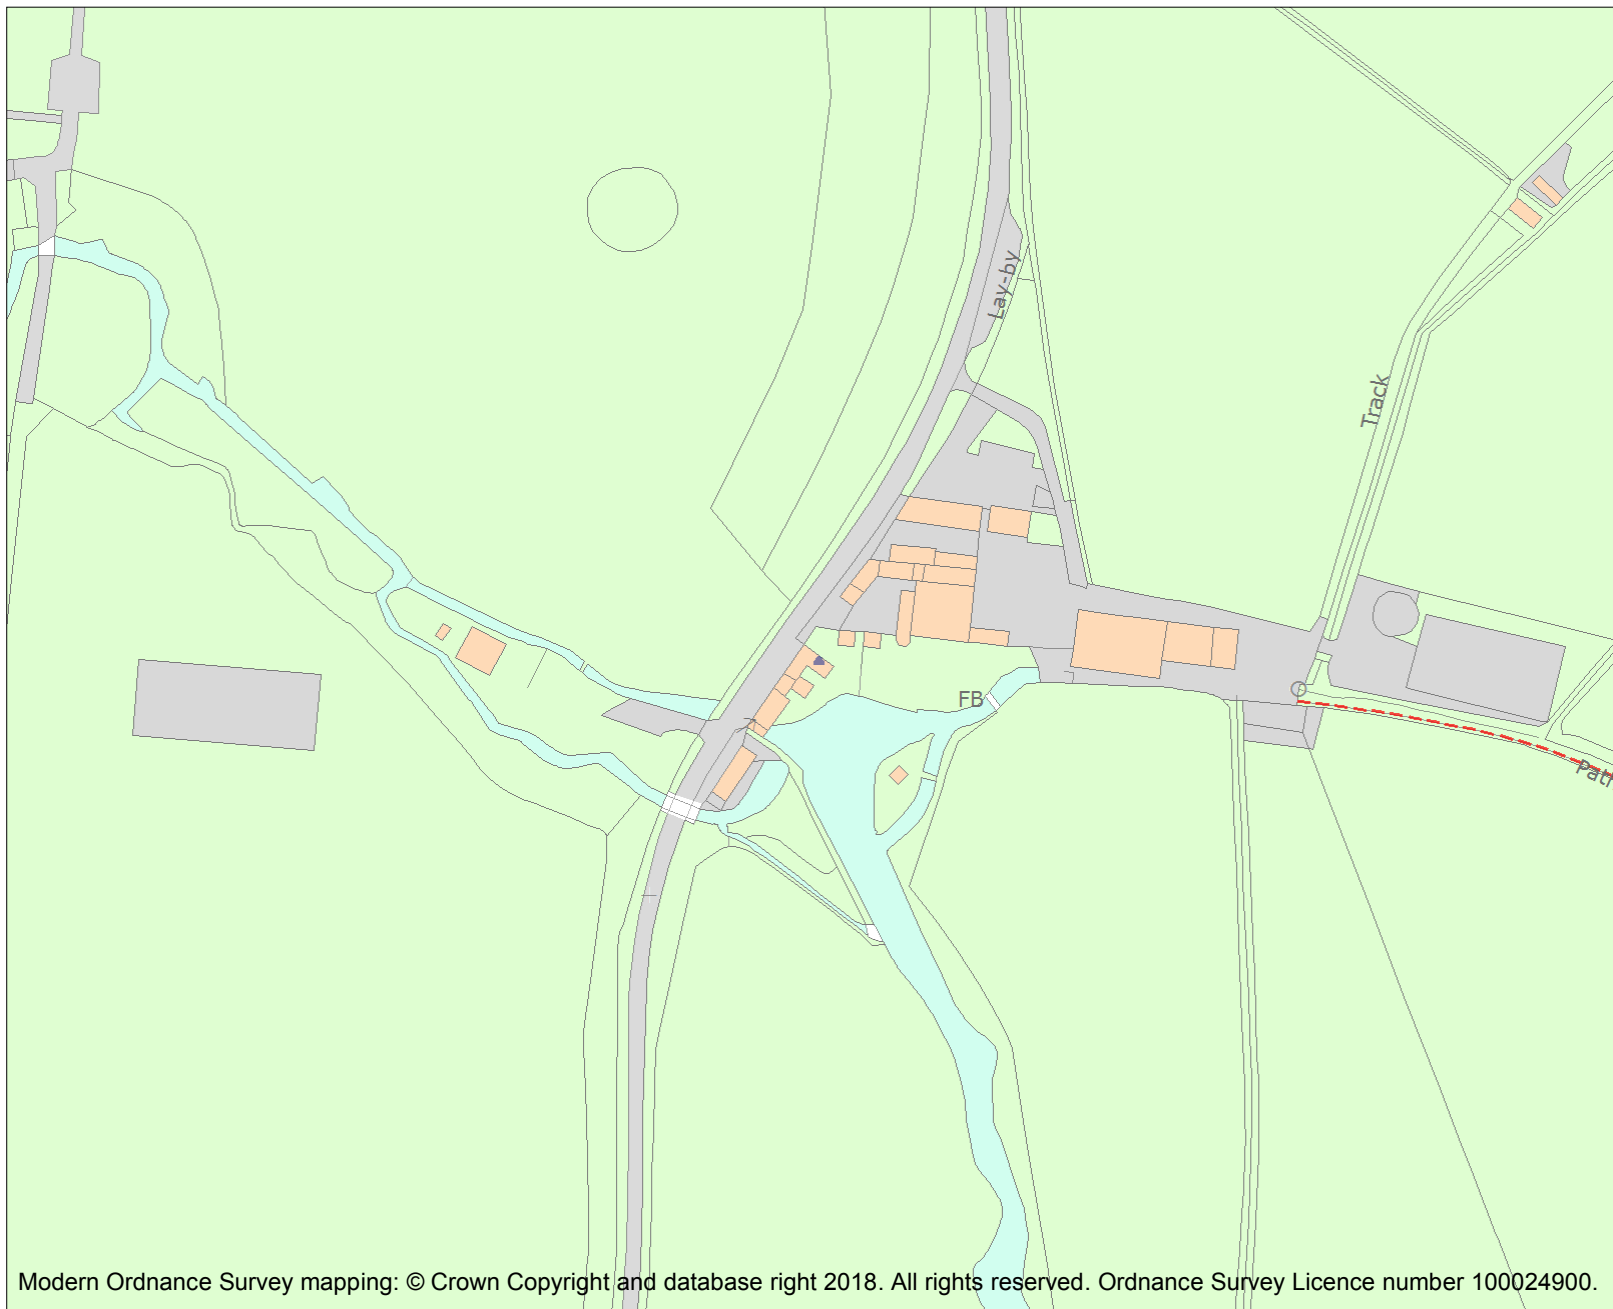 Lay-by
Track
FB
Path
Modern Ordnance Survey mapping: © Crown Copyright and database right 2018. All rights reserved. Ordnance Survey Licence number 100024900.